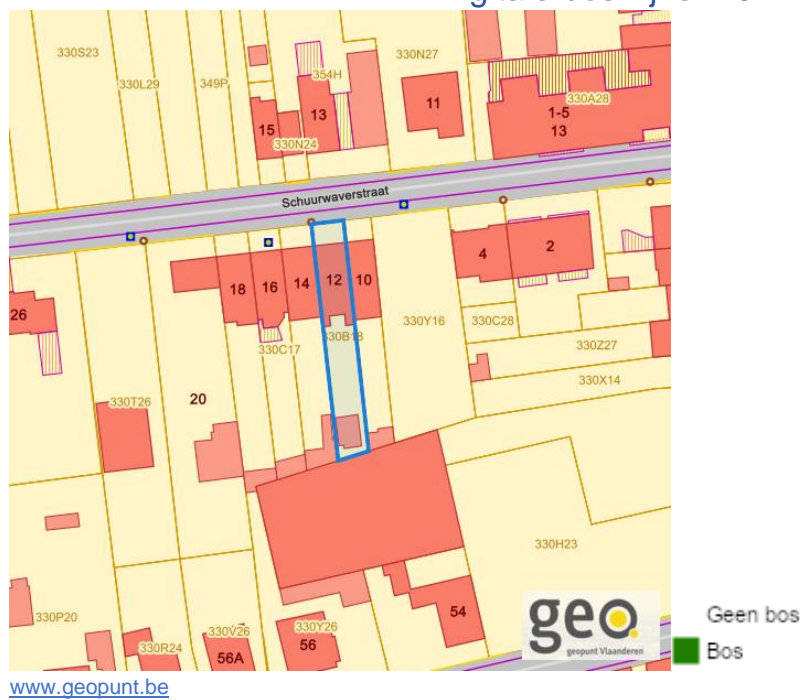 330S23
330L29
349P
354H
330N27
330A28
1-5
13
11
13
15
330N24
Schuurwaverstraat
4
2
18
16
14
12
10
26
330C17
330B18
330Y16
330C28
330Z27
330X14
330T26
20
330H23
330P20
330R24
330V26
330Y26
56A
56
54
geo
geopunt Vlaanderen
Geen bos
Bos
www.geopunt.be